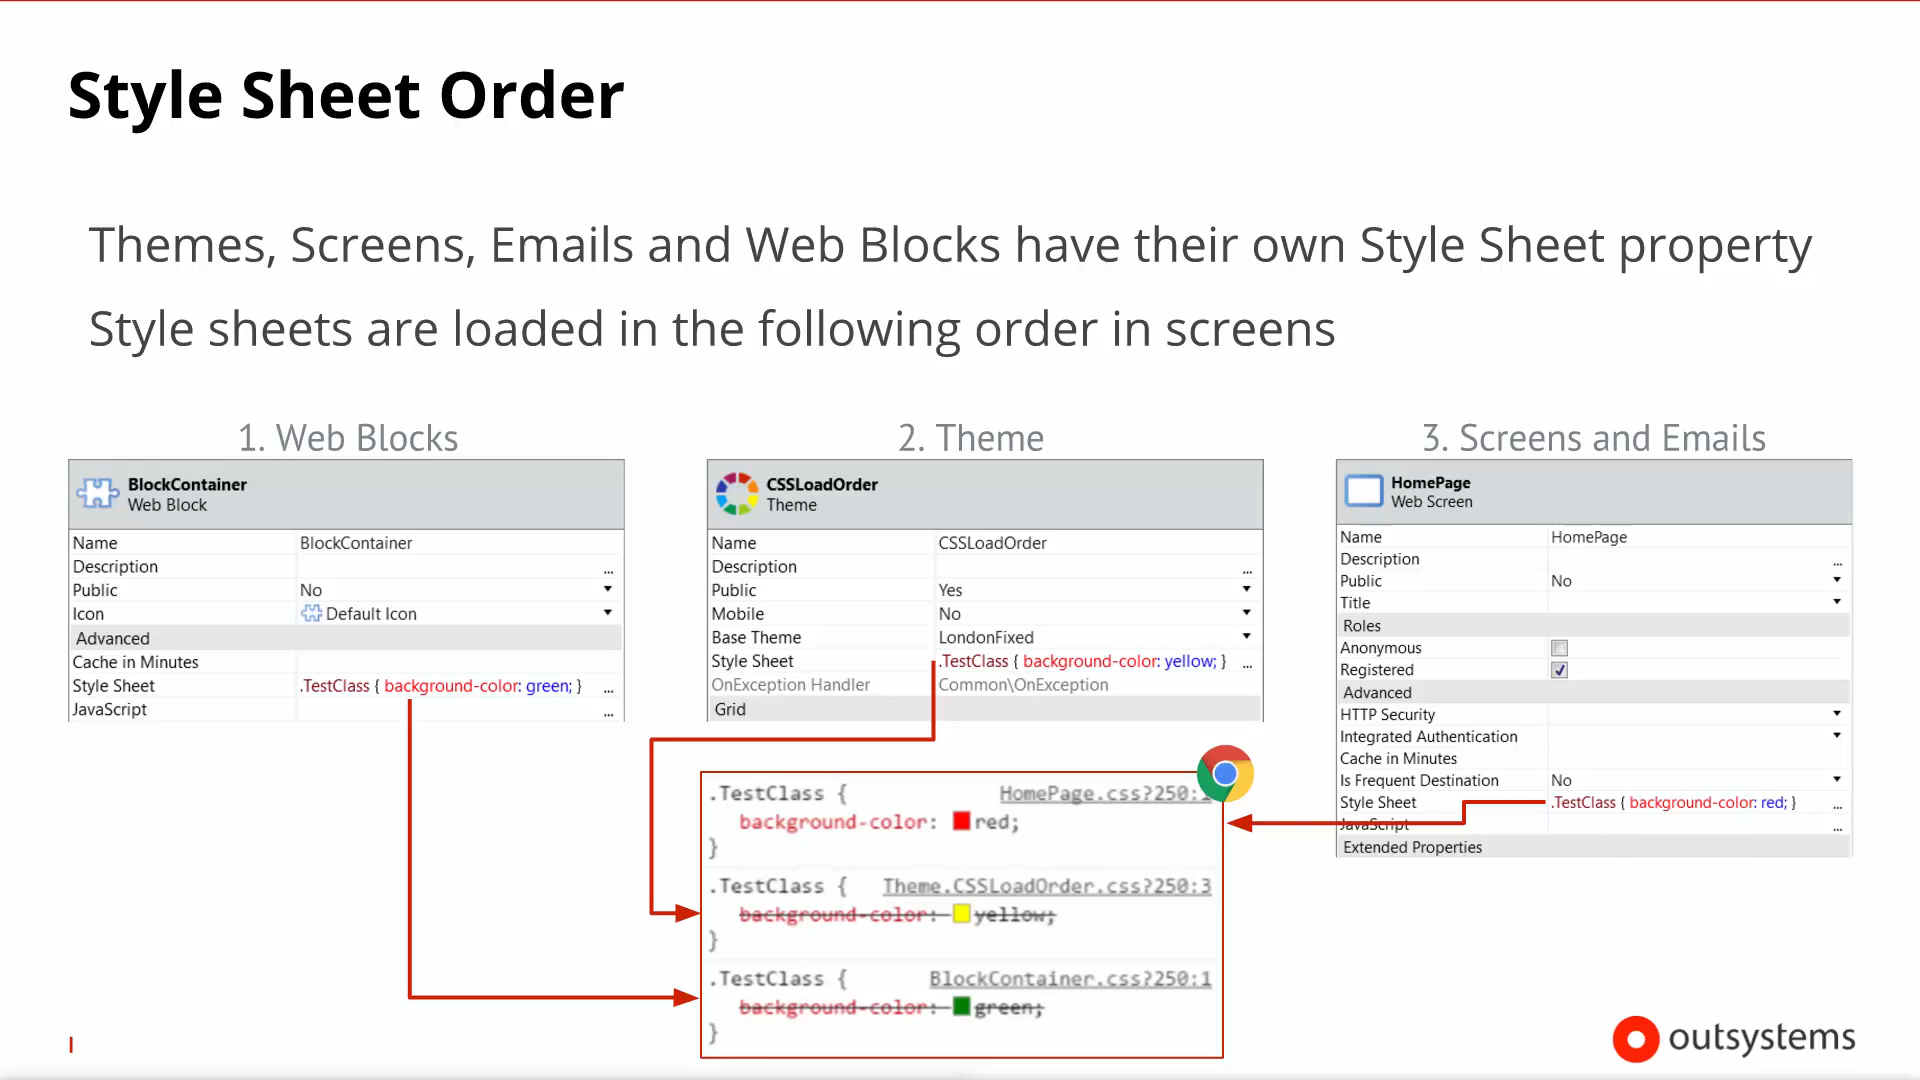 Style Sheet Order
Themes, Screens, Emails and Web Blocks have their own Style Sheet property
Style sheets are loaded in the following order in screens
1. Web Blocks
BlockContainer
Web Block
Name BlockContainer
Description ...
Public No
Icon Default Icon
Advanced
Cache in Minutes
Style Sheet .TestClass { background-color: green; } ...
JavaScript ...
2. Theme
CSSLoadOrder
Theme
Name CSSLoadOrder
Description ...
Public Yes
Mobile No
Base Theme LondonFixed
Style Sheet .TestClass { background-color: yellow; } ...
OnException Handler Common\OnException
Grid
3. Screens and Emails
HomePage
Web Screen
Name HomePage
Description ...
Public No
Title
Roles
Anonymous
Registered
Advanced
HTTP Security
Integrated Authentication
Cache in Minutes
Is Frequent Destination No
Style Sheet .TestClass { background-color: red; } ...
JavaScript ...
Extended Properties
.TestClass { HomePage.css?250:1
background-color: red;
}
.TestClass { Theme.CSSLoadOrder.css?250:3
background-color: yellow;
}
.TestClass { BlockContainer.css?250:1
background-color: green;
}
outsystems